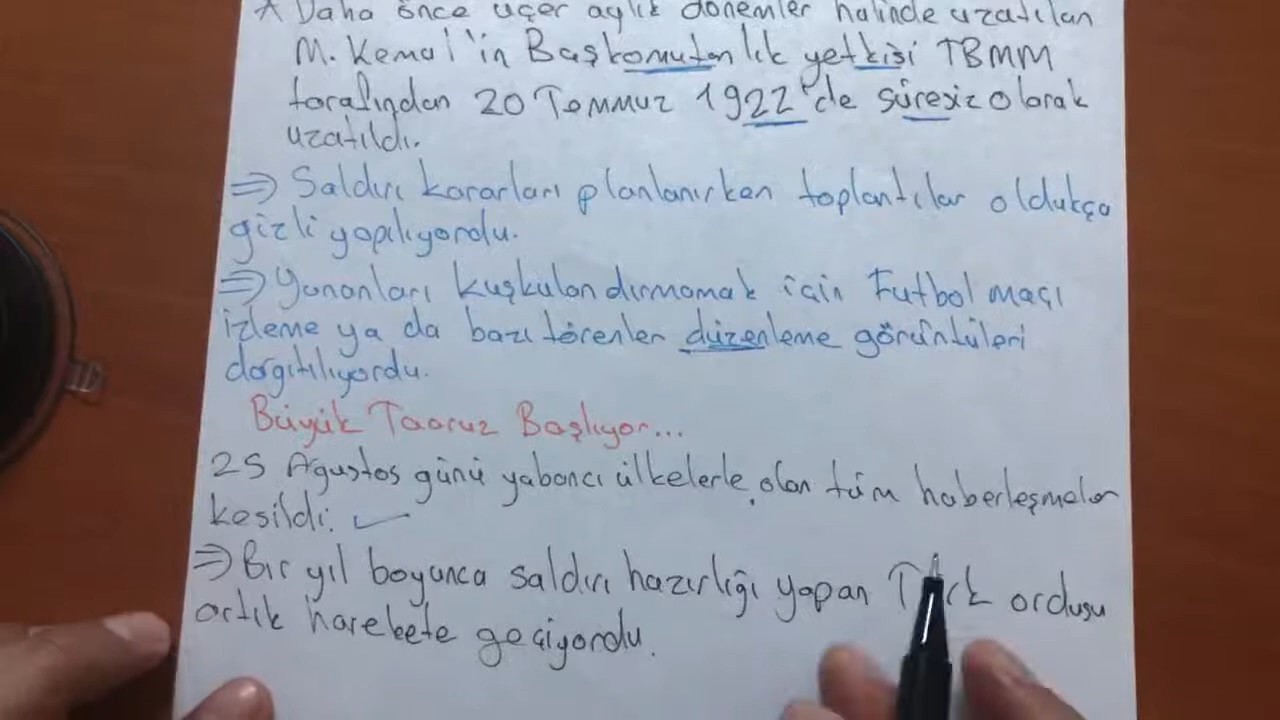 * Daha önce üçer aylık dönemler halinde uzatılan
M. Kemal'in Başkomutanlık yetkisi TBMM
tarafından 20 Temmuz 1922'de süresiz olarak
uzatıldı.
⇒ Saldırı kararları planlanırken toplantılar oldukça
gizli yapılıyordu.
⇒ Yunanları kuşkulandırmamak için Futbol maçı
izleme ya da bazı törenler düzenleme görüntüleri
dağıtılıyordu.
Büyük Taaruz Başlıyor...
25 Ağustos günü yabancı ülkelerle olan tüm haberleşmeler
kesildi.
⇒ Bir yıl boyunca saldırı hazırlığı yapan Türk ordusu
artık harekete geçiyordu.